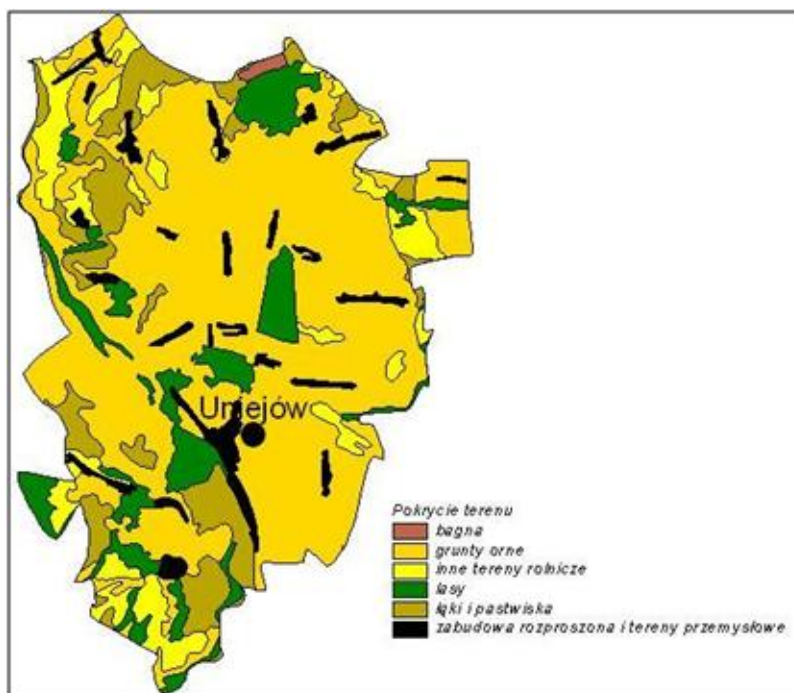 Uniejów
Pokrycie terenu
bagna
grunty orne
inne tereny rolnicze
lasy
łąki i pastwiska
zabudowa rozproszona i tereny przemysłowe